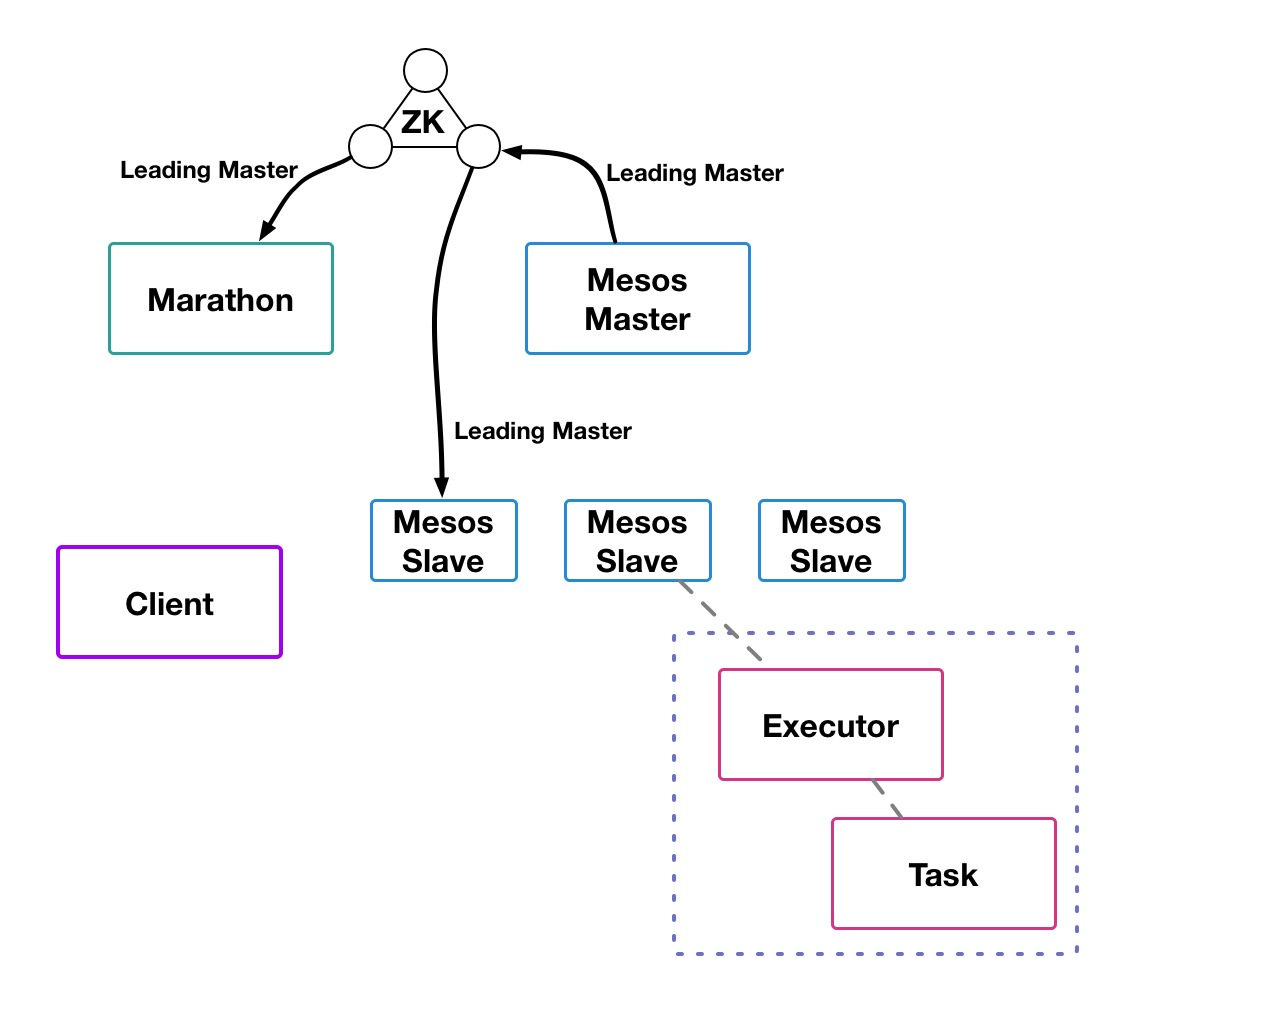 ZK
Leading Master
Leading Master
Marathon
Mesos
Master
Leading Master
Mesos
Slave
Mesos
Slave
Mesos
Slave
Client
Executor
Task